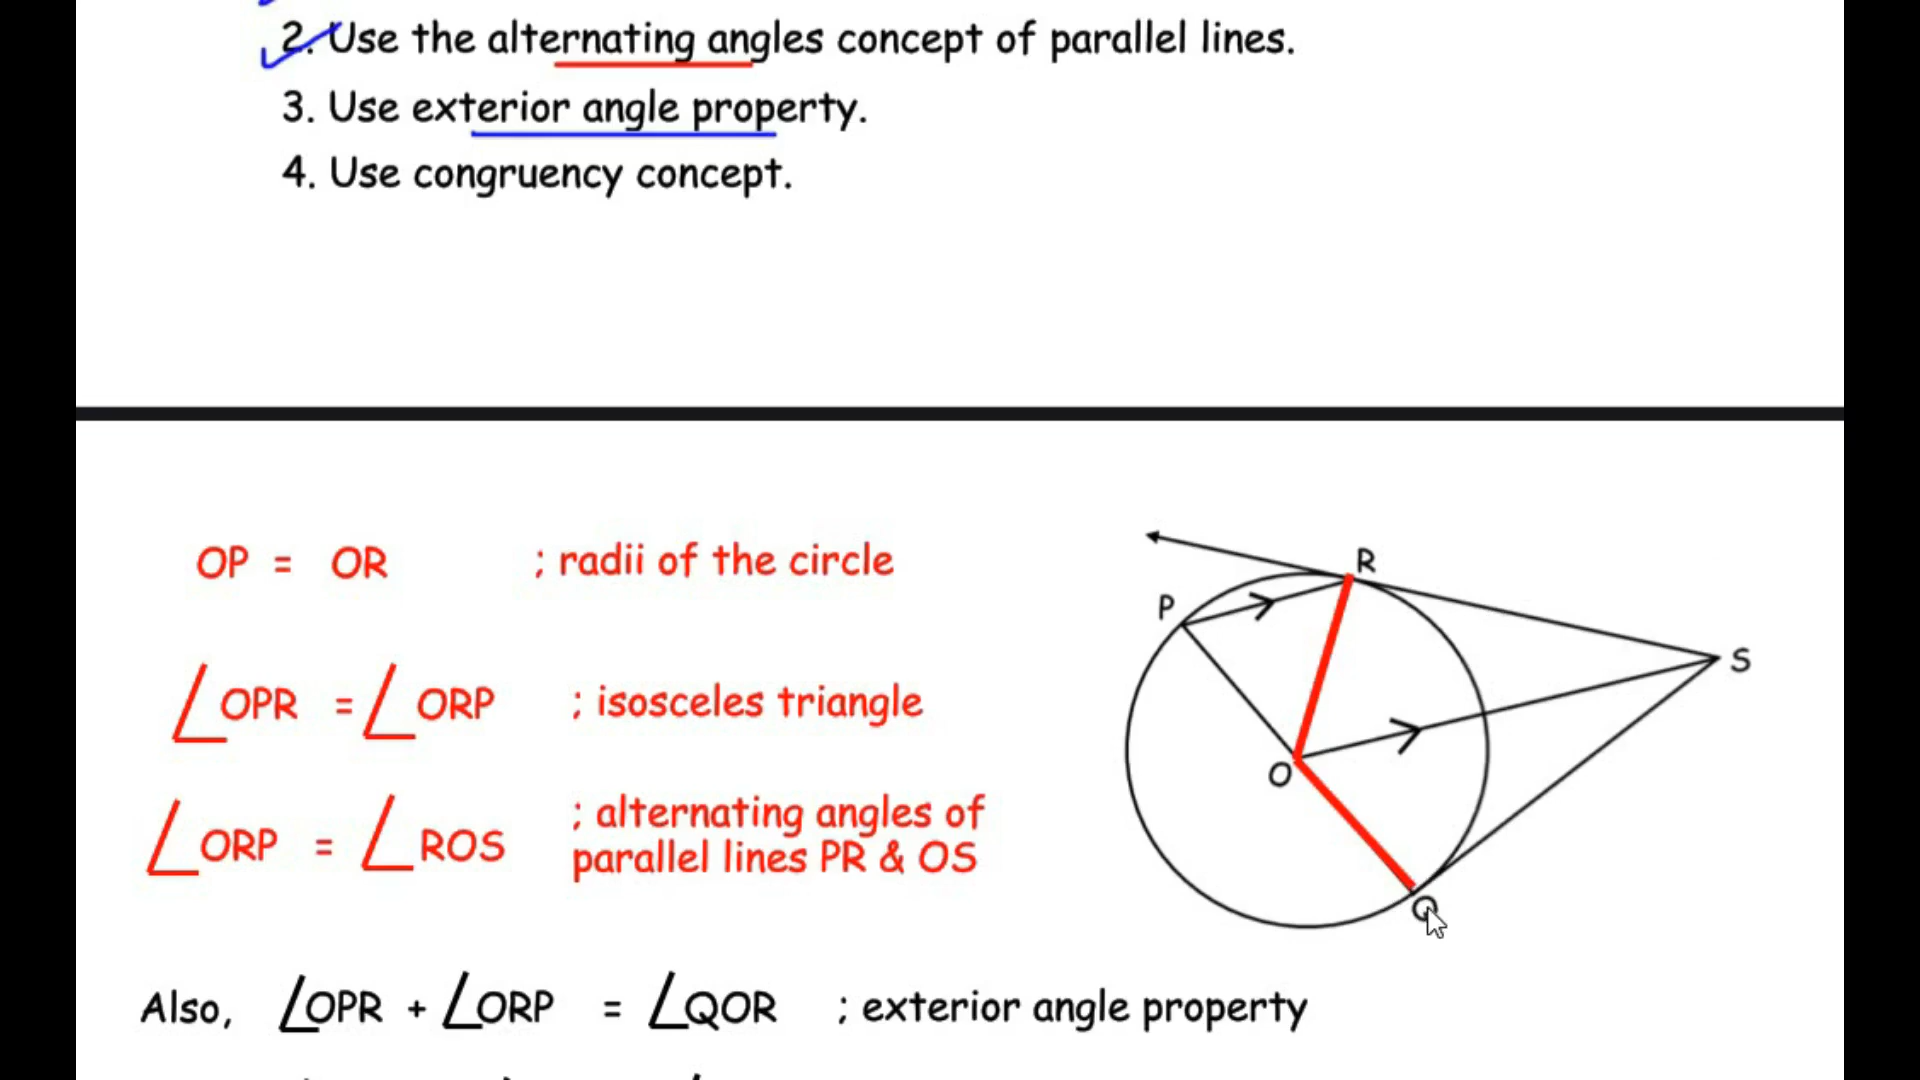 2. Use the alternating angles concept of parallel lines.
3. Use exterior angle property.
4. Use congruency concept.
OP = OR ; radii of the circle
∠OPR = ∠ORP ; isosceles triangle
∠ORP = ∠ROS ; alternating angles of
parallel lines PR & OS
Also, ∠OPR + ∠ORP = ∠QOR ; exterior angle property
R
P
S
O
Q